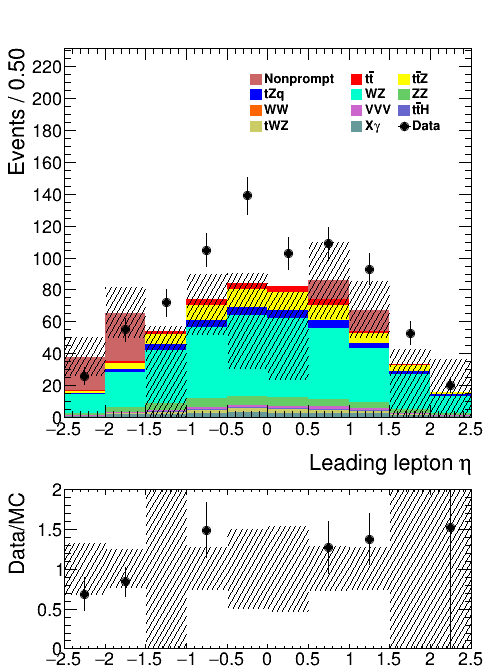 Events / 0.50
220
200
180
160
140
120
100
80
60
40
20
0
Nonprompt tt̄ tt̄Z
tZq WZ ZZ
WW VVV tt̄H
tWZ Xγ Data
−2.5 −2 −1.5 −1 −0.5 0 0.5 1 1.5 2 2.5
Leading lepton η
Data/MC
2
1.5
1
0.5
0
−2.5 −2 −1.5 −1 −0.5 0 0.5 1 1.5 2 2.5